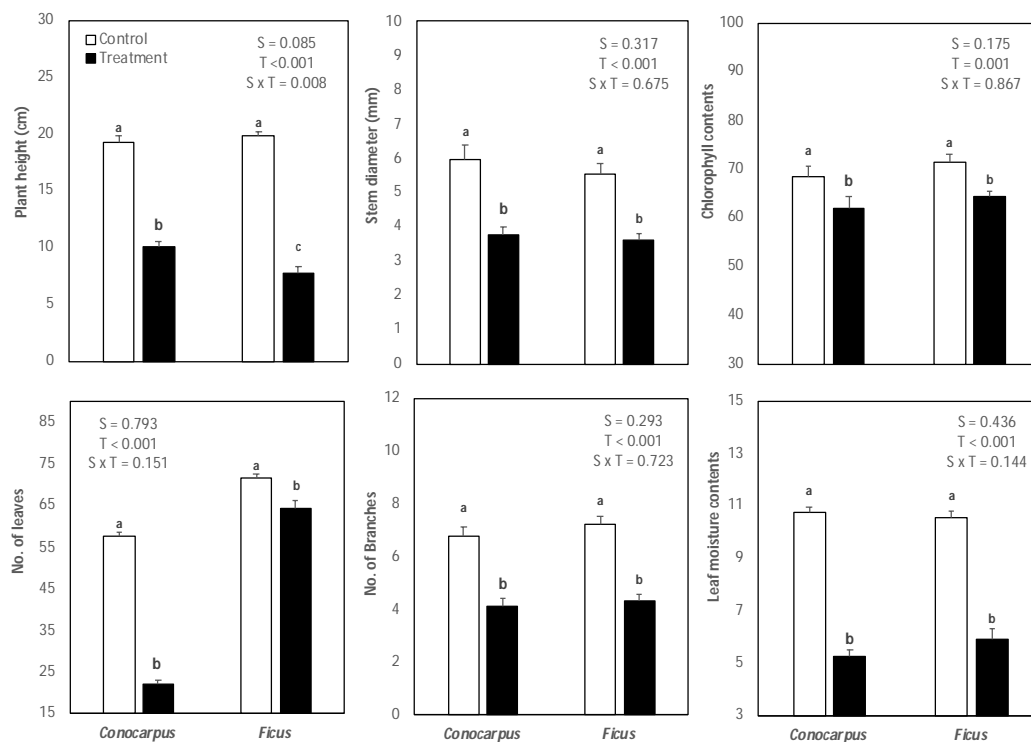 Plant height (cm)
30
25
20
15
10
5
0
Control
Treatment
S = 0.085
T <0.001
S x T = 0.008
a
b
a
c
Stem diameter (mm)
10
9
8
7
6
5
4
3
2
1
0
S = 0.317
T < 0.001
S x T = 0.675
a
b
a
b
Chlorophyll contents
100
90
80
70
60
50
40
30
S = 0.175
T = 0.001
S x T = 0.867
a
b
a
b
No. of leaves
85
75
65
55
45
35
25
15
S = 0.793
T < 0.001
S x T = 0.151
a
b
a
b
Conocarpus
Ficus
No. of Branches
12
10
8
6
4
2
0
S = 0.293
T < 0.001
S x T = 0.723
a
b
a
b
Conocarpus
Ficus
Leaf moisture contents
15
13
11
9
7
5
3
S = 0.436
T < 0.001
S x T = 0.144
a
b
a
b
Conocarpus
Ficus